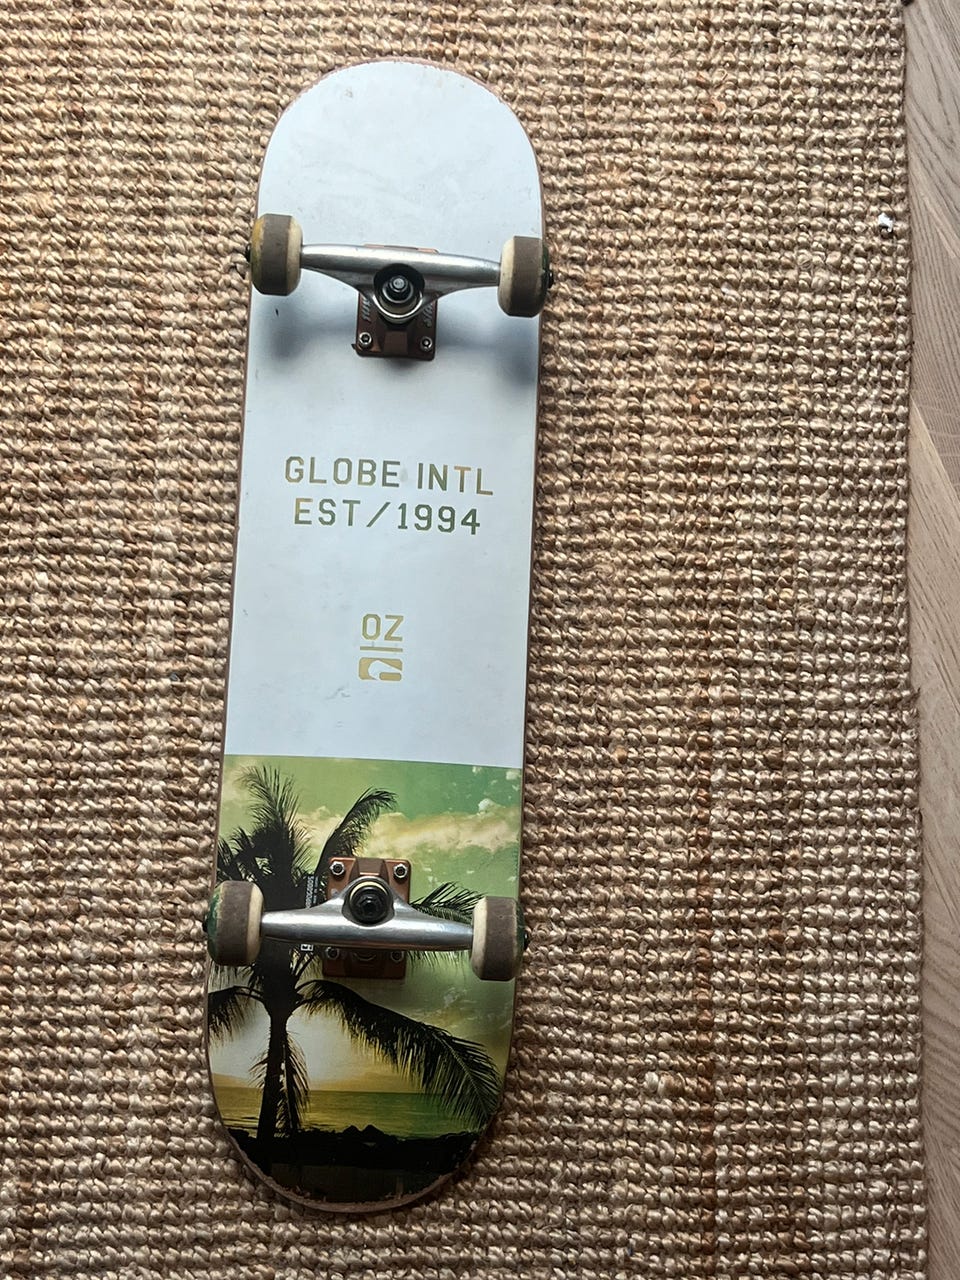 GLOBE INTL
EST/1994
OZ